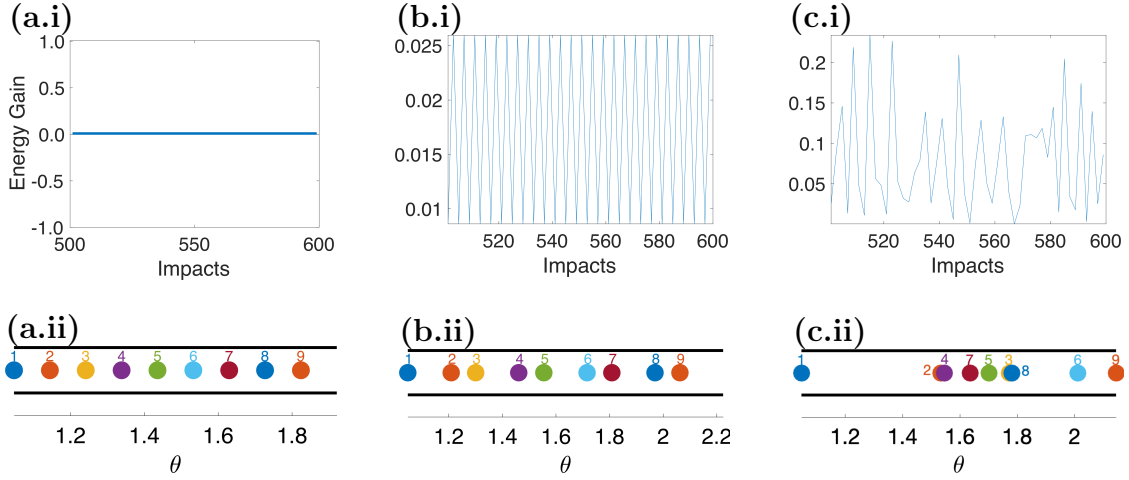 (a.i)
1.0
0.5
0.0
-0.5
-1.0
Energy Gain
500
550
600
Impacts
(b.i)
0.025
0.02
0.015
0.01
520
540
560
580
600
Impacts
(c.i)
0.2
0.15
0.1
0.05
520
540
560
580
600
Impacts
(a.ii)
1 2 3 4 5 6 7 8 9
1.2
1.4
1.6
1.8
θ
(b.ii)
1 2 3 4 5 6 7 8 9
1.2
1.4
1.6
1.8
2.0
2.2
θ
(c.ii)
1 2 4 7 5 3 8 6 9
1.2
1.4
1.6
1.8
2
θ